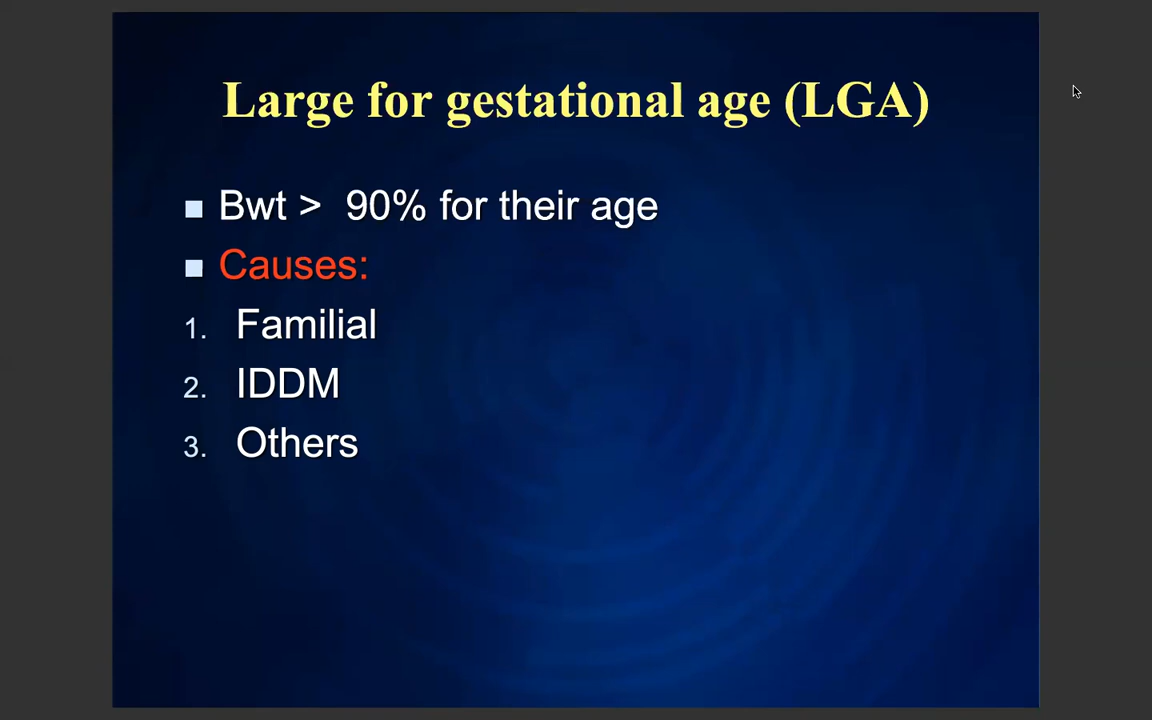 Large for gestational age (LGA)
■ Bwt > 90% for their age
■ Causes:
1. Familial
2. IDDM
3. Others